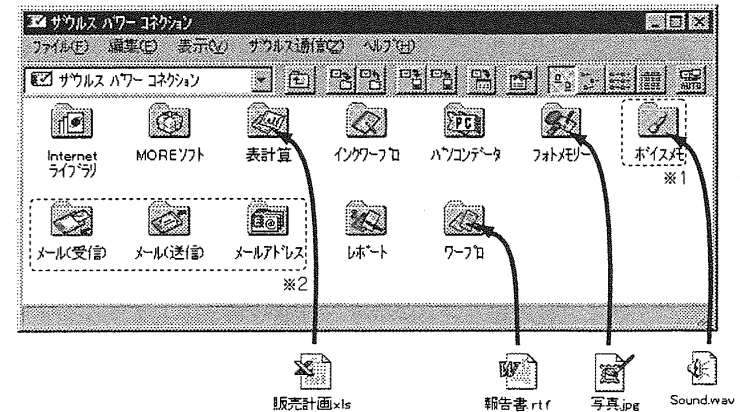 ザウルス パワー コネクション
ファイル(F) 編集(E) 表示(V) ザウルス通信(Z) ヘルプ(H)
ザウルス パワー コネクション
AUTO
Internet
ライブラリ
MOREソフト
表計算
インクワープロ
パソコンデータ
フォトメモリー
ボイスメモ
※1
メール(受信)
メール(送信)
メールアドレス
レポート
ワープロ
※2
販売計画.xls
報告書.rtf
写真.jpg
Sound.wav